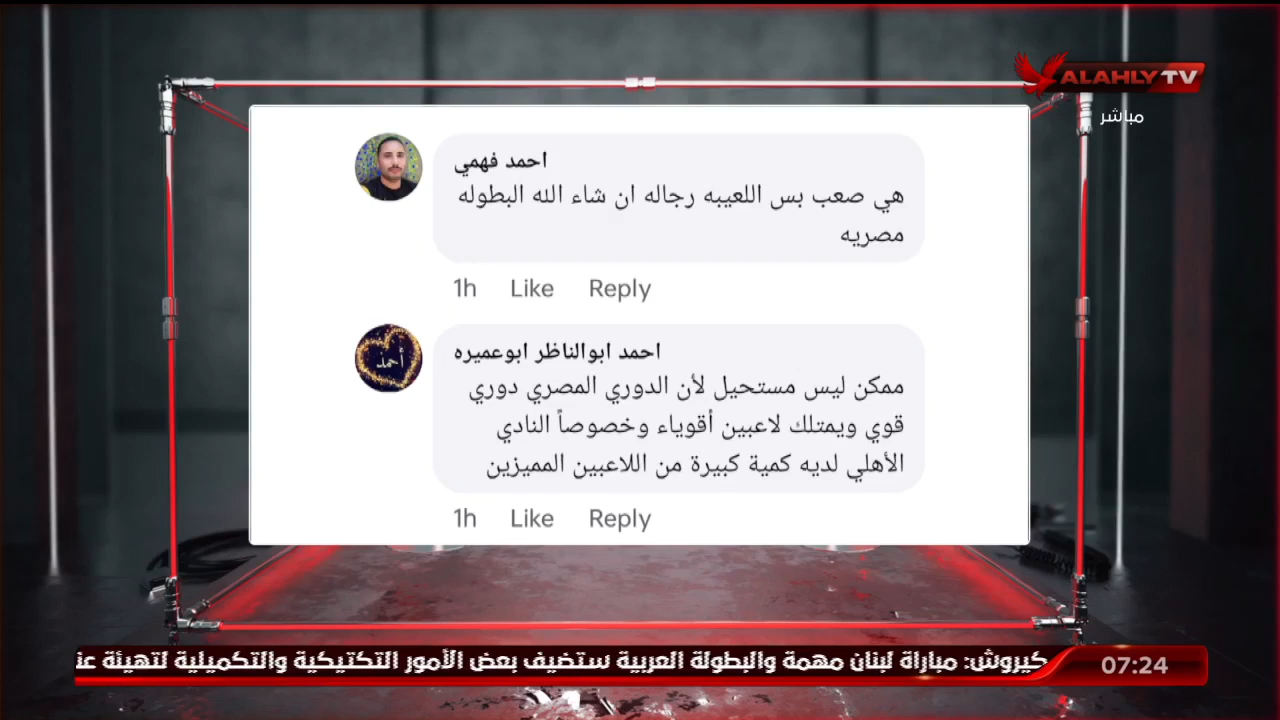 ALAHLY TV
مباشر
احمد فهمي
هي صعب بس اللعيبه رجاله ان شاء الله البطوله
مصريه
1h Like Reply
أحمد
احمد ابوالناظر ابوعميره
ممكن ليس مستحيل لأن الدوري المصري دوري
قوي ويمتلك لاعبين أقوياء وخصوصاً النادي
الأهلي لديه كمية كبيرة من اللاعبين المميزين
1h Like Reply
كيروش: مباراة لبنان مهمة والبطولة العربية ستضيف بعض الأمور التكتيكية والتكميلية لتهيئة
07:24